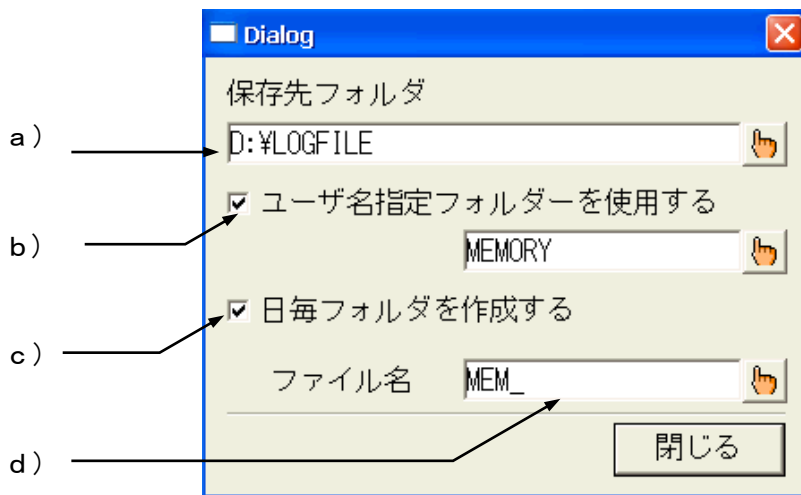 Dialog
保存先フォルダ
a）
D:¥LOGFILE
ユーザ名指定フォルダーを使用する
b）
MEMORY
日毎フォルダを作成する
c）
ファイル名
MEM_
d）
閉じる